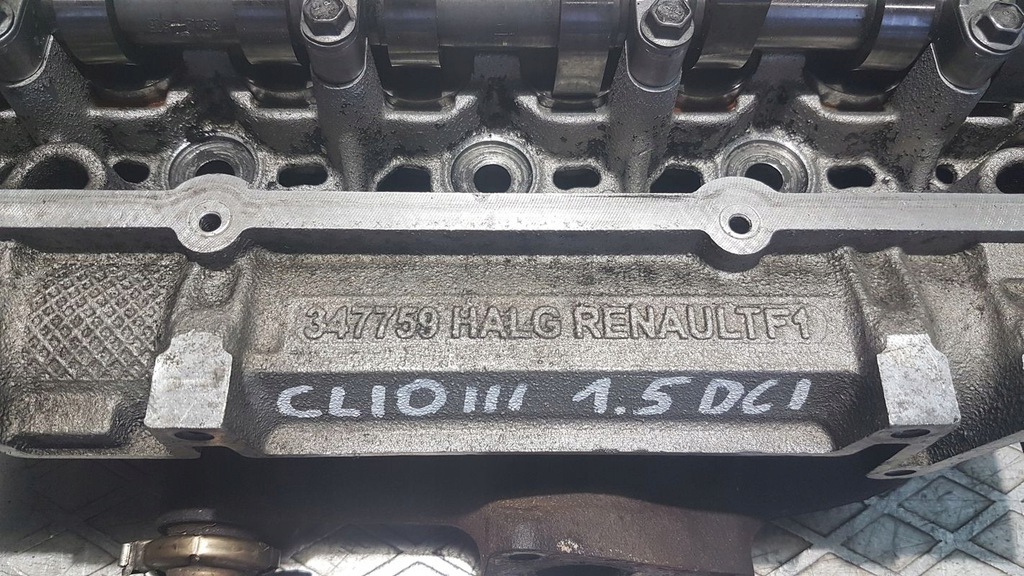 347759 HALG RENAULTF1
CLIO III 1.5 DCI